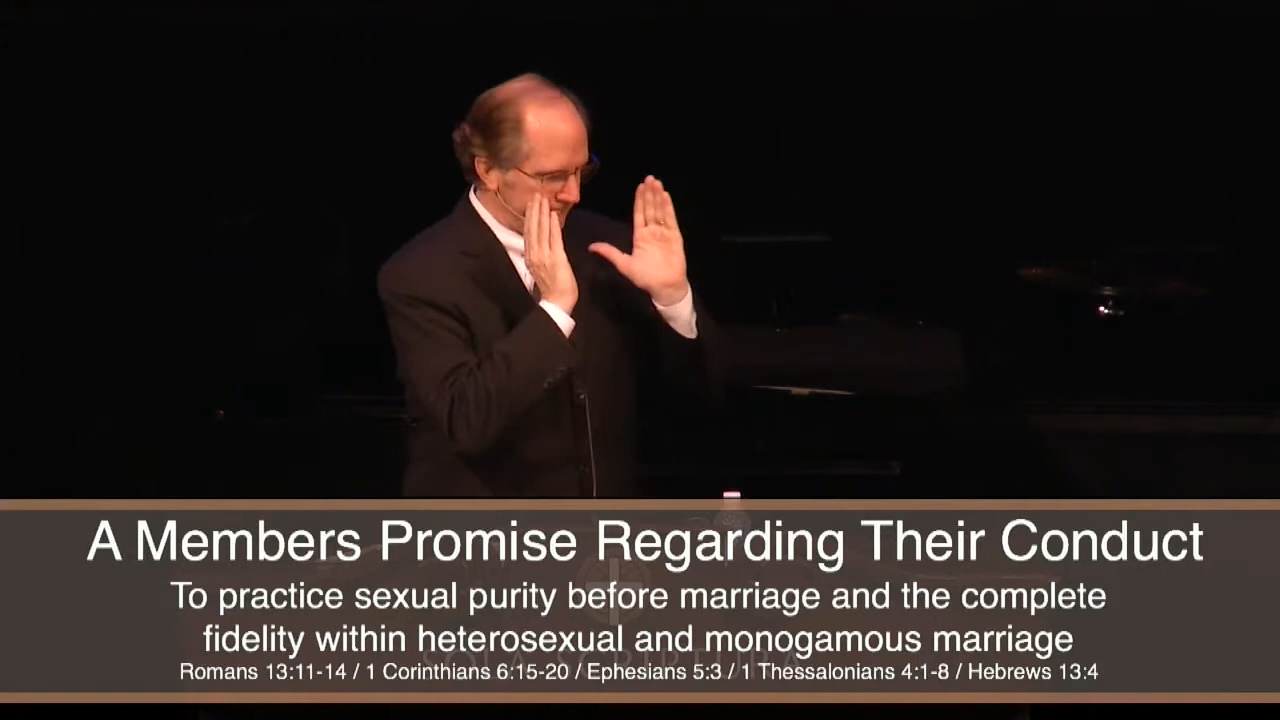 A Members Promise Regarding Their Conduct
To practice sexual purity before marriage and the complete
fidelity within heterosexual and monogamous marriage
Romans 13:11-14 / 1 Corinthians 6:15-20 / Ephesians 5:3 / 1 Thessalonians 4:1-8 / Hebrews 13:4
SOLA SCRIPTURA